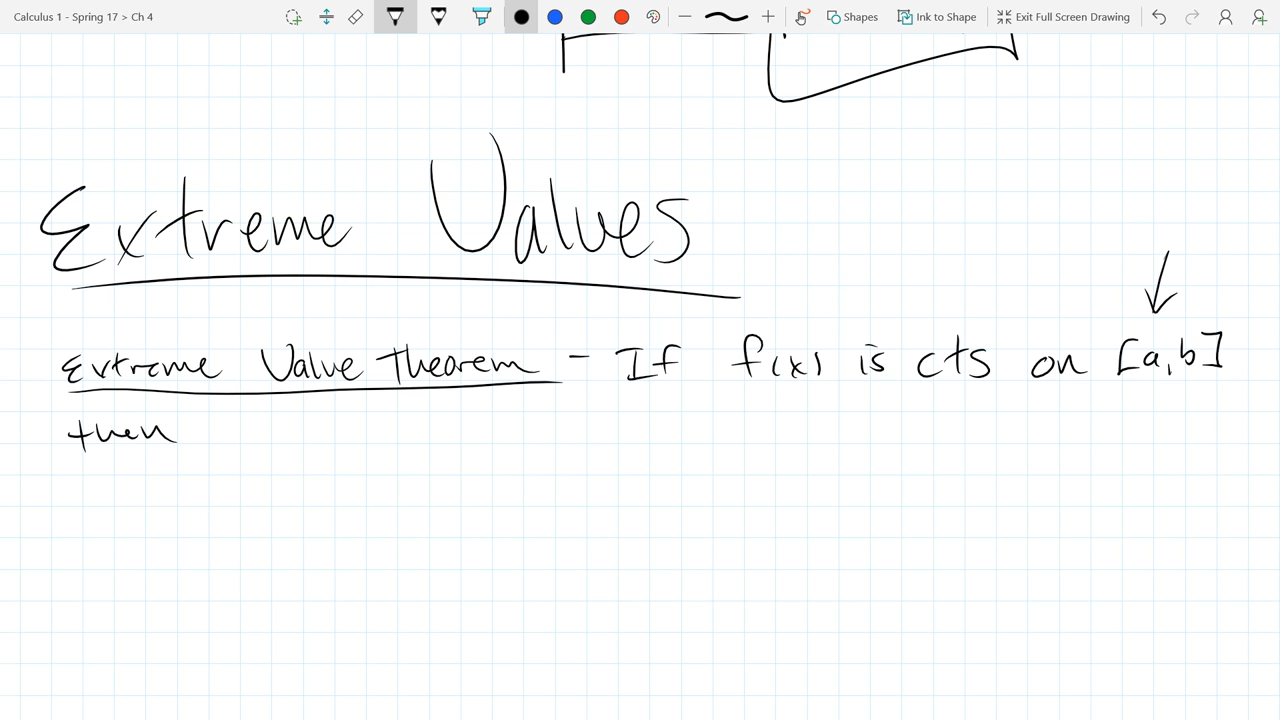 Calculus 1 - Spring 17 > Ch 4
Shapes
Ink to Shape
Exit Full Screen Drawing
Extreme Values
Extreme Value Theorem - If f(x) is cts on [a,b]
then